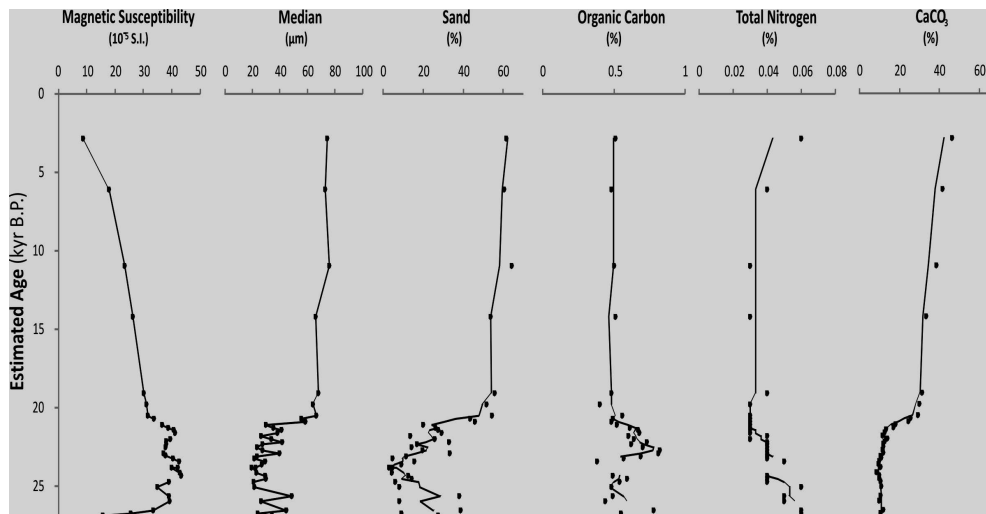 Magnetic Susceptibility Median Sand Organic Carbon Total Nitrogen CaCO₃
(10⁻⁵ S.I.) (µm) (%) (%) (%) (%)
0 10 20 30 40 50 0 20 40 60 80 100 0 20 40 60 0 0.5 1 0 0.02 0.04 0.06 0.08 0 20 40 60
0
5
10
15
20
25
Estimated Age (kyr B.P.)